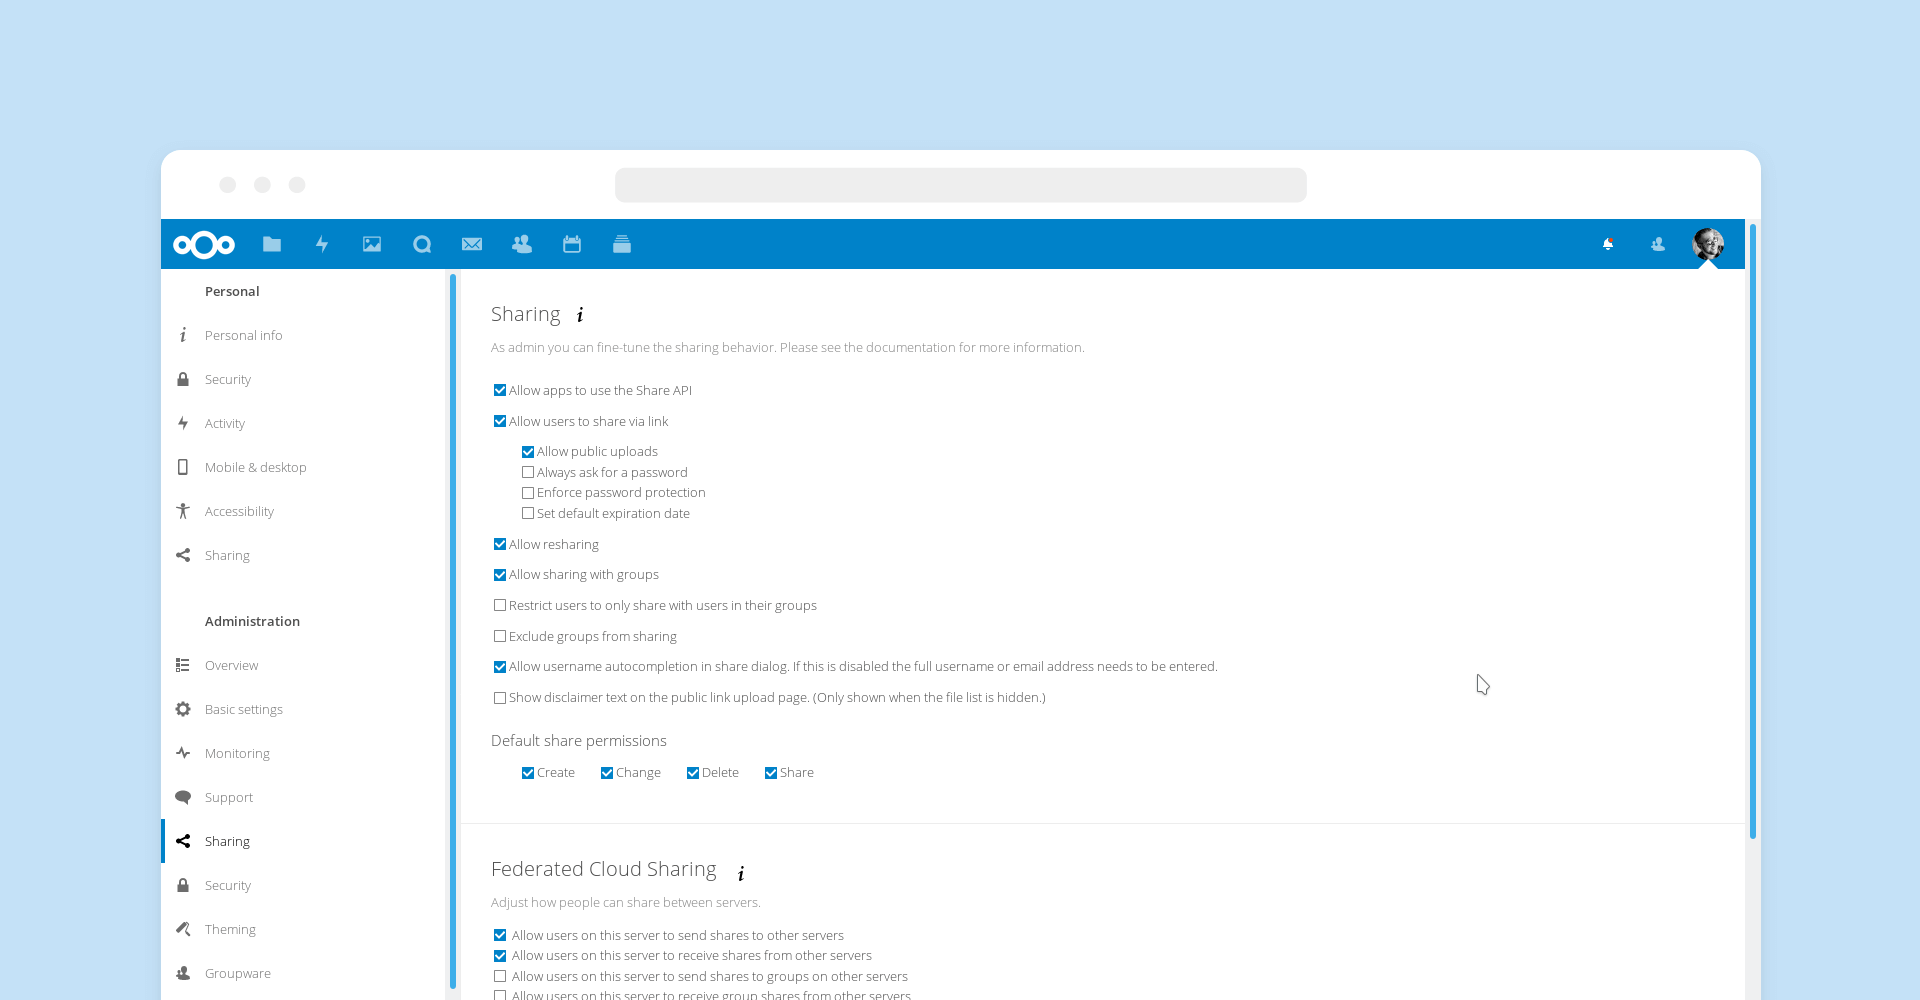 Personal
Personal info
Security
Activity
Mobile & desktop
Accessibility
Sharing
Administration
Overview
Basic settings
Monitoring
Support
Sharing
Security
Theming
Groupware
Sharing i
As admin you can fine-tune the sharing behavior. Please see the documentation for more information.
Allow apps to use the Share API
Allow users to share via link
Allow public uploads
Always ask for a password
Enforce password protection
Set default expiration date
Allow resharing
Allow sharing with groups
Restrict users to only share with users in their groups
Exclude groups from sharing
Allow username autocompletion in share dialog. If this is disabled the full username or email address needs to be entered.
Show disclaimer text on the public link upload page. (Only shown when the file list is hidden.)
Default share permissions
Create Change Delete Share
Federated Cloud Sharing i
Adjust how people can share between servers.
Allow users on this server to send shares to other servers
Allow users on this server to receive shares from other servers
Allow users on this server to send shares to groups on other servers
Allow users on this server to receive group shares from other servers